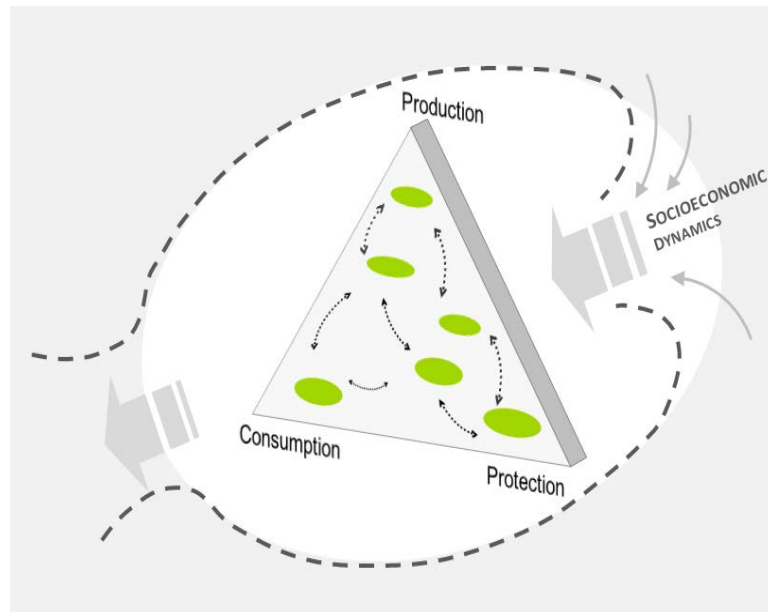 Production
SOCIOECONOMIC
DYNAMICS
Consumption
Protection